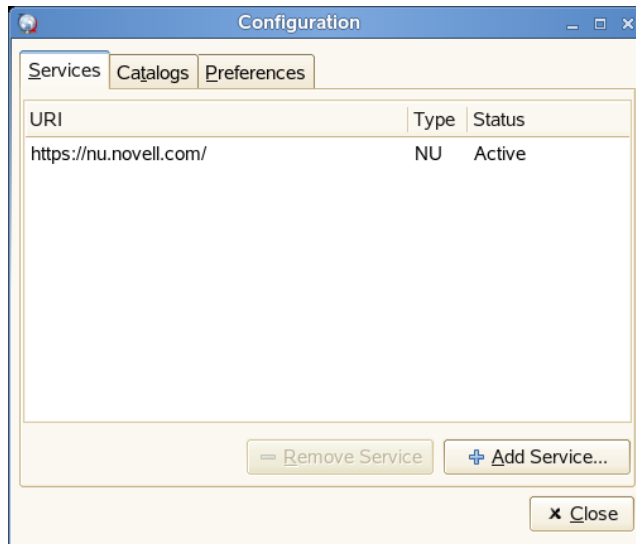 Configuration
Services Catalogs Preferences
URI Type Status
https://nu.novell.com/ NU Active
Remove Service Add Service...
Close